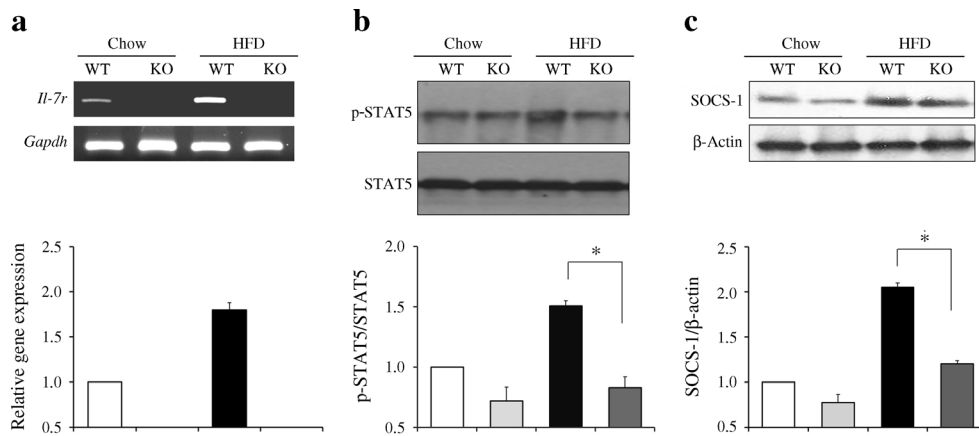 a
Chow HFD
WT KO WT KO
Il-7r
Gapdh
Relative gene expression
2.5
2.0
1.5
1.0
0.5
b
Chow HFD
WT KO WT KO
p-STAT5
STAT5
p-STAT5/STAT5
2.0
1.5
1.0
0.5
*
c
Chow HFD
WT KO WT KO
SOCS-1
β-Actin
SOCS-1/β-actin
2.5
2.0
1.5
1.0
0.5
*